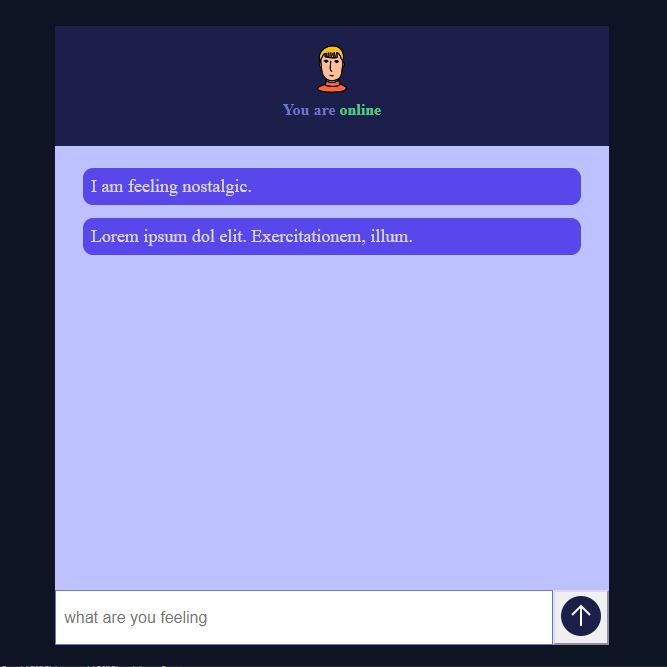 You are online
I am feeling nostalgic.
Lorem ipsum dol elit. Exercitationem, illum.
what are you feeling